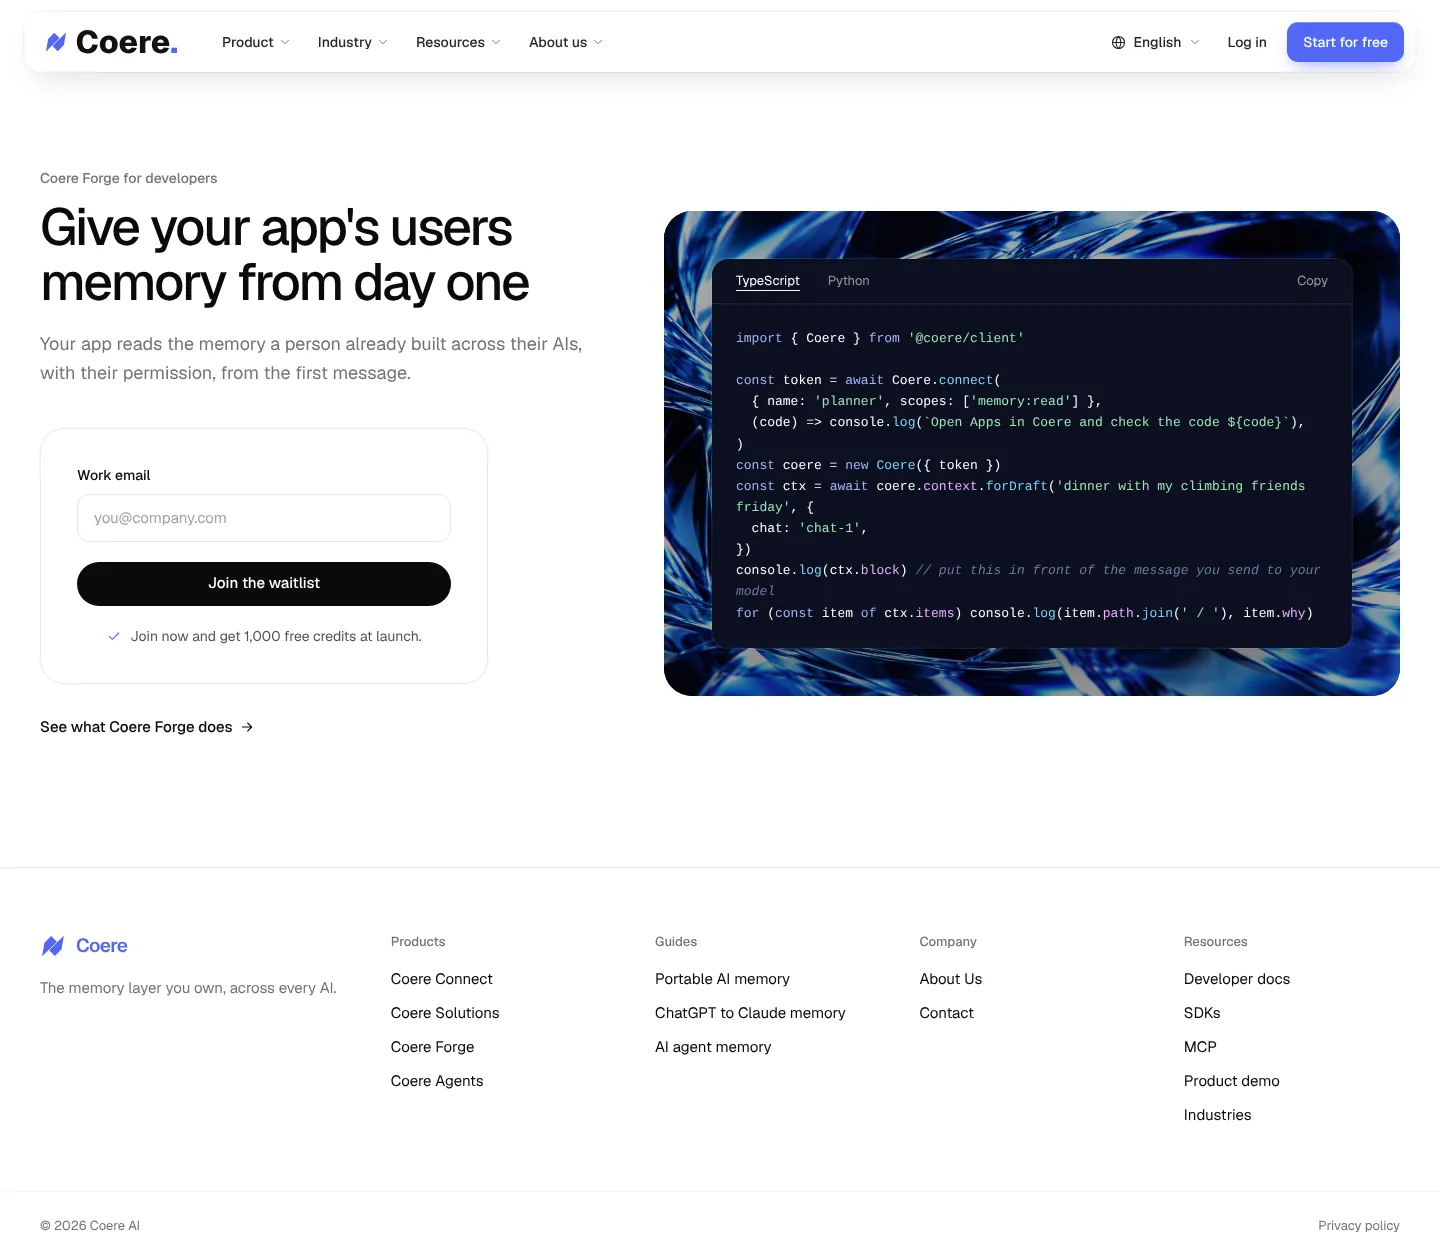 Coere.
Product
Industry
Resources
About us
English
Log in
Start for free
Coere Forge for developers
Give your app's users
memory from day one
Your app reads the memory a person already built across their AIs,
with their permission, from the first message.
Work email
you@company.com
Join the waitlist
Join now and get 1,000 free credits at launch.
See what Coere Forge does →
TypeScript
Python
Copy
import { Coere } from '@coere/client'
const token = await Coere.connect(
  { name: 'planner', scopes: ['memory:read'] },
  (code) => console.log(`Open Apps in Coere and check the code ${code}`),
)
const coere = new Coere({ token })
const ctx = await coere.context.forDraft('dinner with my climbing friends
friday', {
  chat: 'chat-1',
})
console.log(ctx.block) // put this in front of the message you send to your
model
for (const item of ctx.items) console.log(item.path.join(' / '), item.why)
Coere
The memory layer you own, across every AI.
Products
Coere Connect
Coere Solutions
Coere Forge
Coere Agents
Guides
Portable AI memory
ChatGPT to Claude memory
AI agent memory
Company
About Us
Contact
Resources
Developer docs
SDKs
MCP
Product demo
Industries
© 2026 Coere AI
Privacy policy